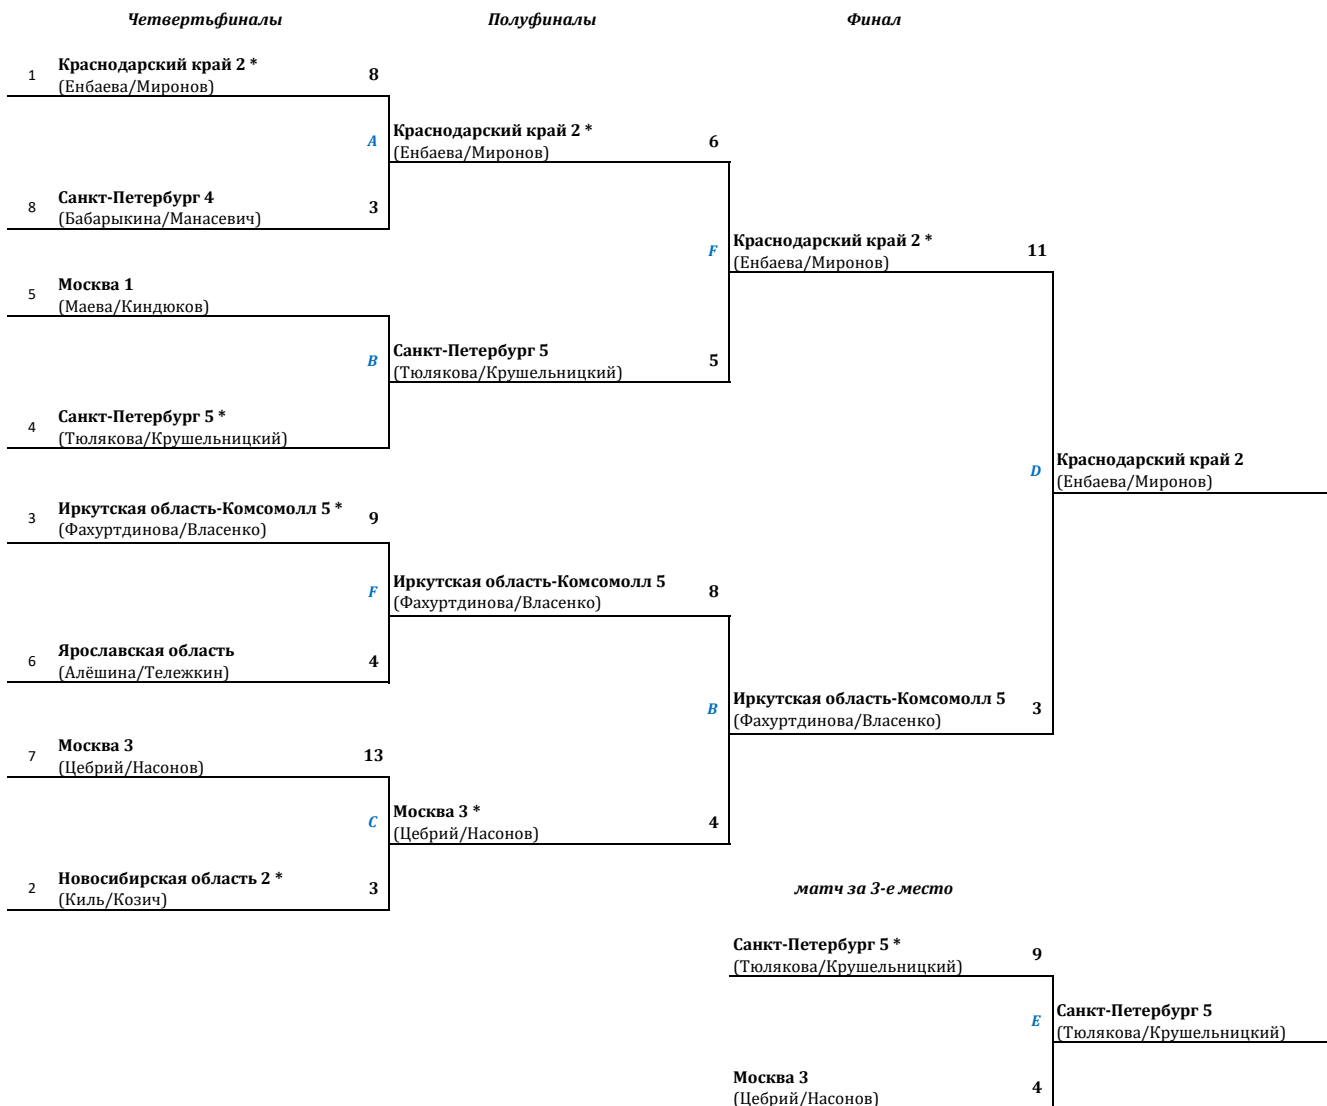 Четвертьфиналы
Полуфиналы
Финал
1
Краснодарский край 2 *
8
(Енбаева/Миронов)
A
Краснодарский край 2 *
6
(Енбаева/Миронов)
8
Санкт-Петербург 4
3
(Бабарыкина/Манасевич)
F
Краснодарский край 2 *
11
(Енбаева/Миронов)
5
Москва 1
(Маева/Киндюков)
B
Санкт-Петербург 5
5
(Тюлякова/Крушельницкий)
4
Санкт-Петербург 5 *
(Тюлякова/Крушельницкий)
D
Краснодарский край 2
(Енбаева/Миронов)
3
Иркутская область-Комсомолл 5 *
9
(Фахуртдинова/Власенко)
F
Иркутская область-Комсомолл 5
8
(Фахуртдинова/Власенко)
6
Ярославская область
4
(Алёшина/Тележкин)
B
Иркутская область-Комсомолл 5
3
(Фахуртдинова/Власенко)
7
Москва 3
13
(Цебрий/Насонов)
C
Москва 3 *
4
(Цебрий/Насонов)
2
Новосибирская область 2 *
3
(Киль/Козич)
матч за 3-е место
Санкт-Петербург 5 *
9
(Тюлякова/Крушельницкий)
E
Санкт-Петербург 5
(Тюлякова/Крушельницкий)
Москва 3
4
(Цебрий/Насонов)